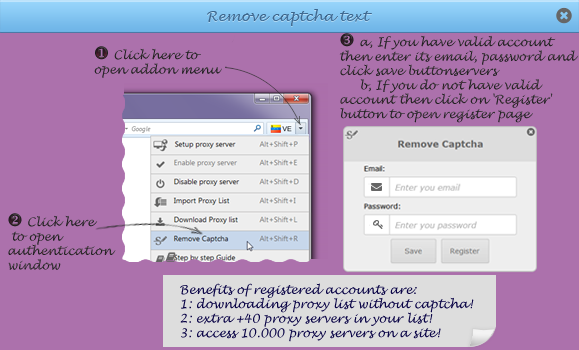 Remove captcha text
❶ Click here to
open addon menu
❷ Click here
to open
authentication
window
❸ a, If you have valid account
then enter its email, password and
click save buttonservers
b, If you do not have valid
account then click on 'Register'
button to open register page
Google
VE
Setup proxy server Alt+Shift+P
Enable proxy server Alt+Shift+E
Disable proxy server Alt+Shift+D
Import Proxy List Alt+Shift+I
Download Proxy list Alt+Shift+L
Remove Captcha Alt+Shift+R
Step by step Guide
Remove Captcha
Email:
Enter you email
Password:
Enter you password
Save Register
Benefits of registered accounts are:
1: downloading proxy list without captcha!
2: extra +40 proxy servers in your list!
3: access 10.000 proxy servers on a site!